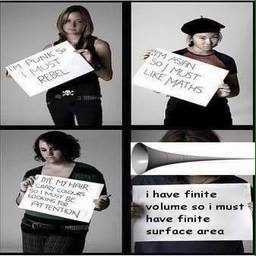 I'M PUNK SO
I MUST
REBEL
I'M ASIAN
SO I MUST
LIKE MATHS
I DYE MY HAIR
CRAZY COLOURS
SO I MUST BE
LOOKING FOR
ATTENTION
i have finite
volume so i must
have finite
surface area